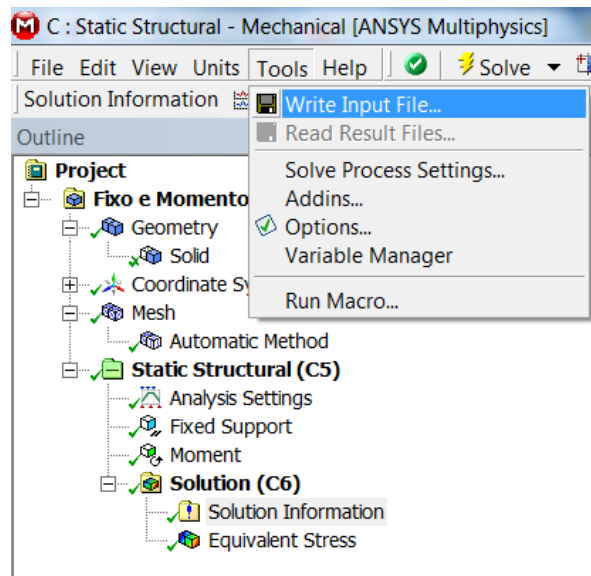 C : Static Structural - Mechanical [ANSYS Multiphysics]
File Edit View Units Tools Help Solve
Solution Information
Write Input File...
Outline
Read Result Files...
Project
Solve Process Settings...
Fixo e Momento
Addins...
Geometry
Options...
Solid
Variable Manager
Coordinate Sy
Mesh
Run Macro...
Automatic Method
Static Structural (C5)
Analysis Settings
Fixed Support
Moment
Solution (C6)
Solution Information
Equivalent Stress